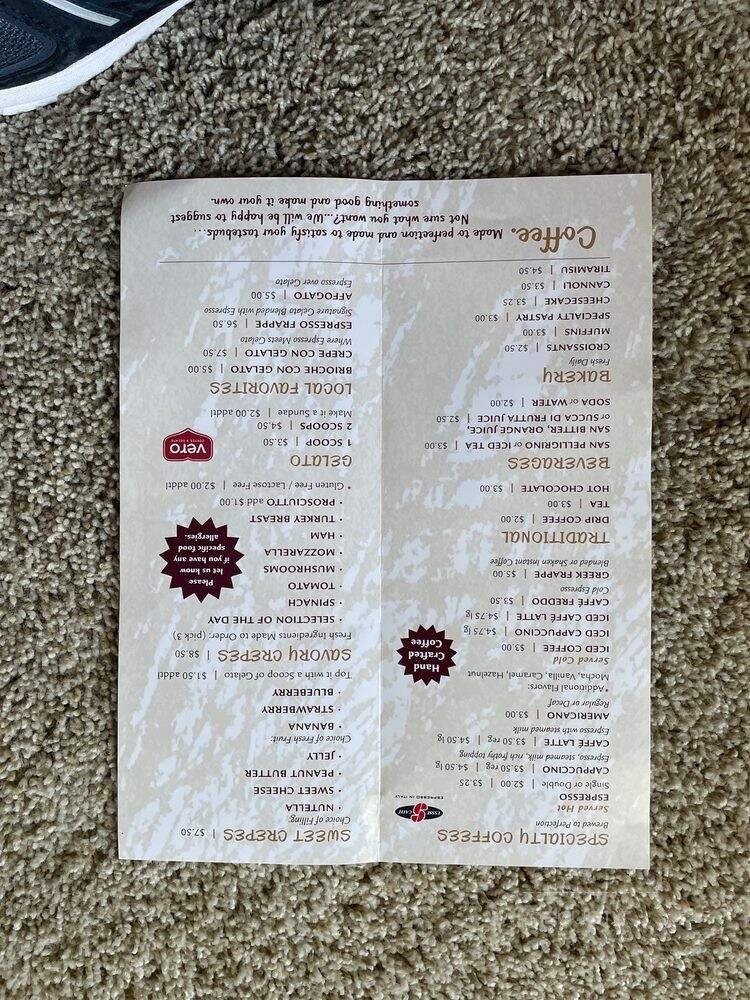 SPECIALTY COFFEES
Brewed to Perfection
Served Hot
ESPRESSO
Single or Double | $2.00 | $3.25
CAPPUCCINO | $3.50 reg | $4.50 lg
Espresso, steamed milk, rich frothy topping
CAFFÉ LATTE | $3.50 reg | $4.50 lg
Espresso with steamed milk
AMERICANO | $3.00
Regular or Decaf
*Additional Flavors:
Mocha, Vanilla, Caramel, Hazelnut
Served Cold
ICED COFFEE | $3.00
ICED CAPPUCCINO | $4.75 lg
ICED CAFFÉ LATTE | $4.75 lg
CAFFÉ FREDDO | $3.50
Cold Espresso
GREEK FRAPPE | $5.00
Blended or Shaken Instant Coffee
ESPRESSO IN ITALY
Hand
Crafted
Coffee
TRADITIONAL
DRIP COFFEE | $2.00
TEA | $3.00
HOT CHOCOLATE | $3.00
BEVERAGES
SAN PELLIGINO or ICED TEA | $3.00
SAN BITTER, ORANGE JUICE,
or SUCCA DI FRUTTA JUICE | $2.50
SODA or WATER | $2.00
BAKERY
Fresh Daily
CROISSANTS | $2.50
MUFFINS | $3.00
SPECIALTY PASTRY | $3.00
CHEESECAKE | $3.25
CANNOLI | $3.50
TIRAMISU | $4.50
SWEET CREPES | $7.50
Choice of Filling:
• NUTELLA
• SWEET CHEESE
• PEANUT BUTTER
• JELLY
Choice of Fresh Fruit:
• BANANA
• STRAWBERRY
• BLUEBERRY
Top it with a Scoop of Gelato | $1.50 addtl
SAVORY CREPES | $8.50
Fresh Ingredients Made to Order: (pick 3)
• SELECTION OF THE DAY
• SPINACH
• TOMATO
• MUSHROOMS
• MOZZARELLA
• HAM
• TURKEY BREAST
• PROSCIUTTO add $1.00
* Gluten Free / Lactose Free | $2.00 addtl
Please
let us know
if you have any
specific food
allergies.
GELATO
1 SCOOP | $3.50
2 SCOOPS | $4.50
Make it a Sundae | $2.00 addtl
vero
COFFEE & GELATO
LOCAL FAVORITES
BRIOCHE CON GELATO | $5.00
CREPE CON GELATO | $7.50
Where Espresso Meets Gelato
ESPRESSO FRAPPE | $6.50
Signature Gelato Blended with Espresso
AFFOGATO | $5.00
Espresso over Gelato
Coffee. Made to perfection and made to satisfy your tastebuds...
Not sure what you want?...We will be happy to suggest
something good and make it your own.